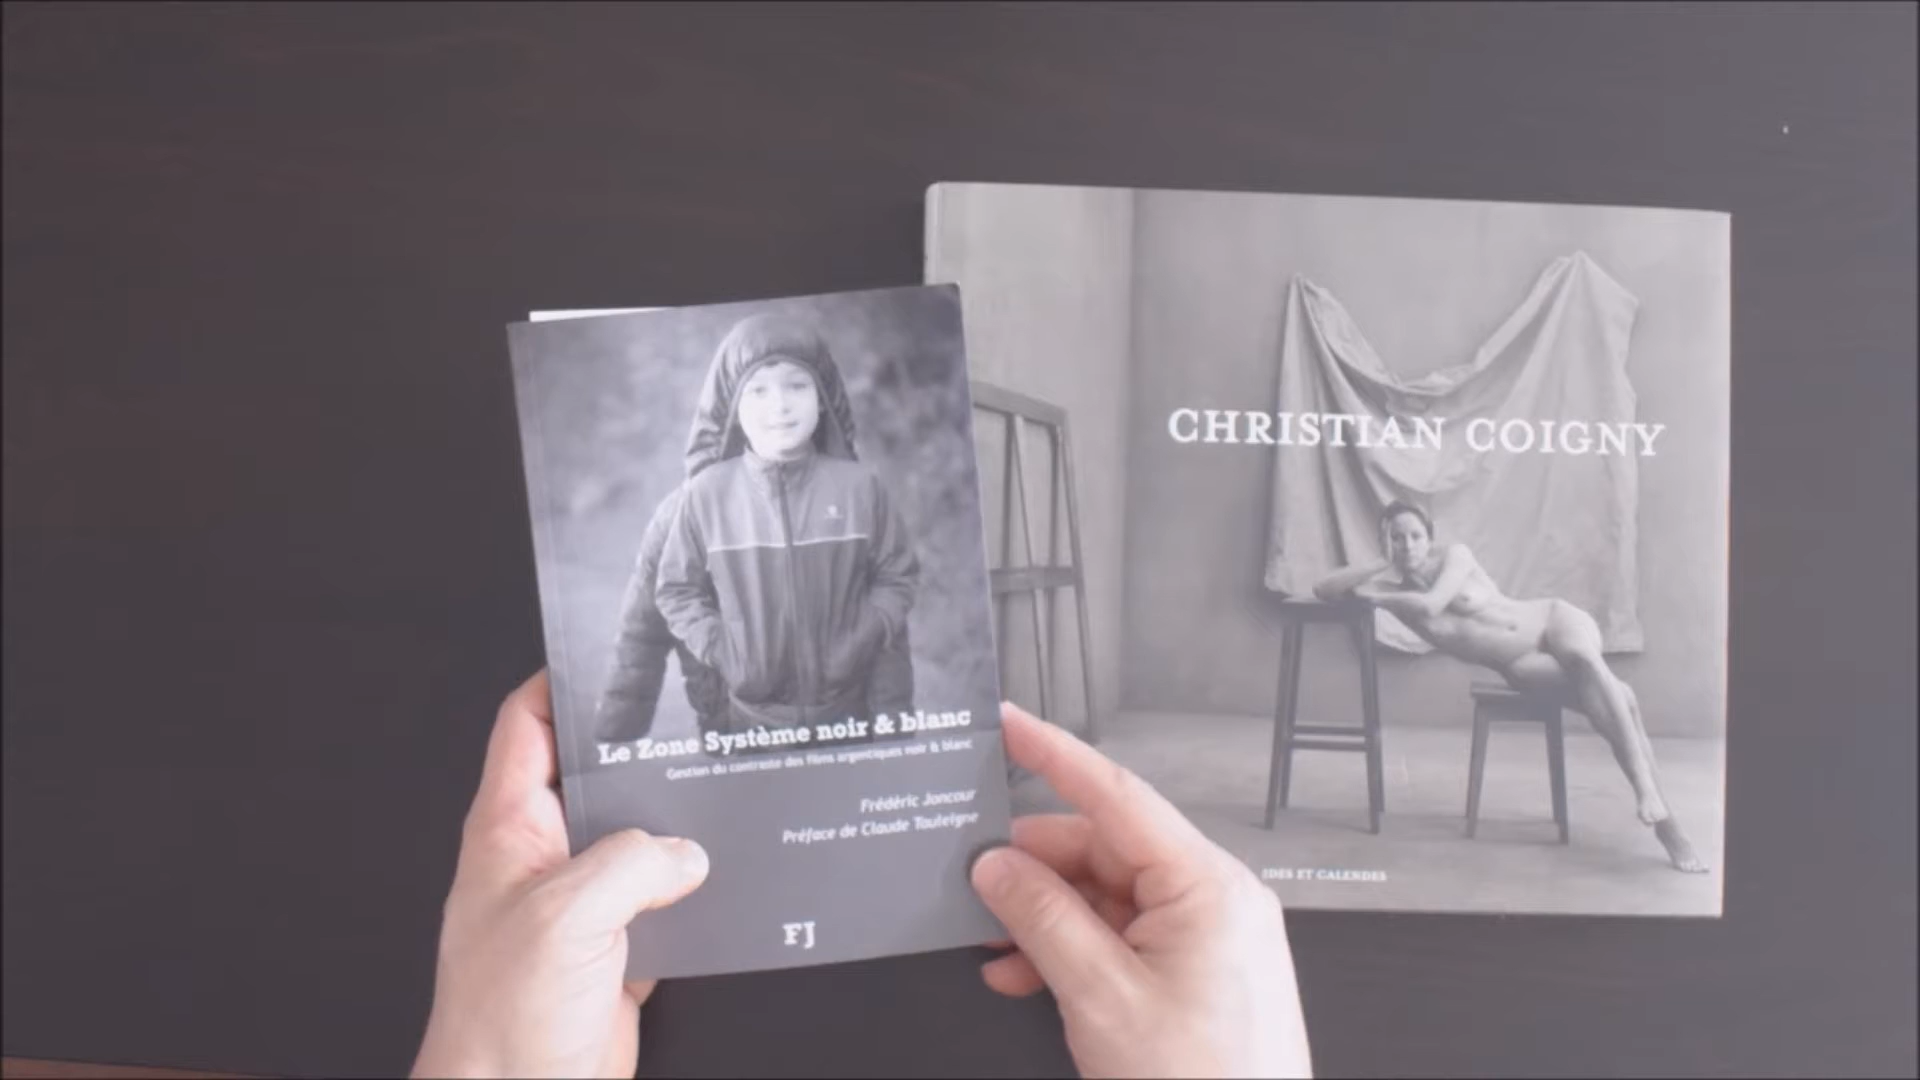 Le Zone Système noir & blanc
Gestion du contraste des films argentiques noir & blanc
Frédéric Joncour
Préface de Claude Tauleigne
FJ
CHRISTIAN COIGNY
IDES ET CALENDES